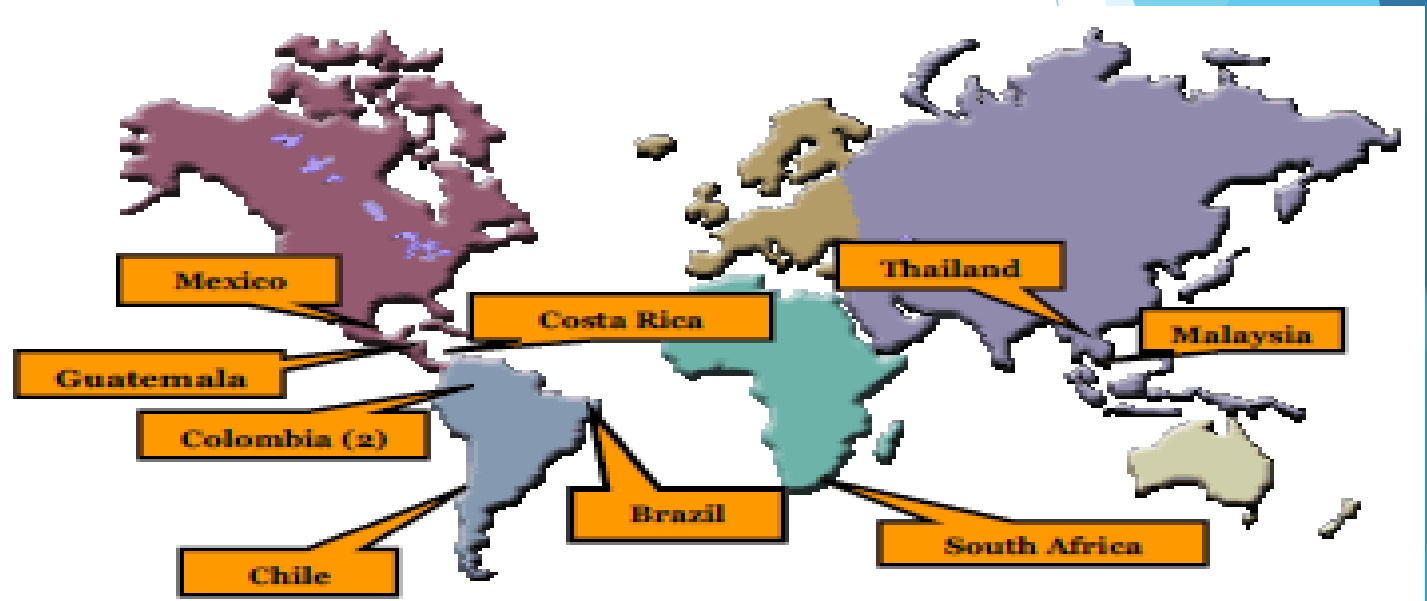 Mexico
Thailand
Costa Rica
Malaysia
Guatemala
Colombia (2)
Brazil
South Africa
Chile